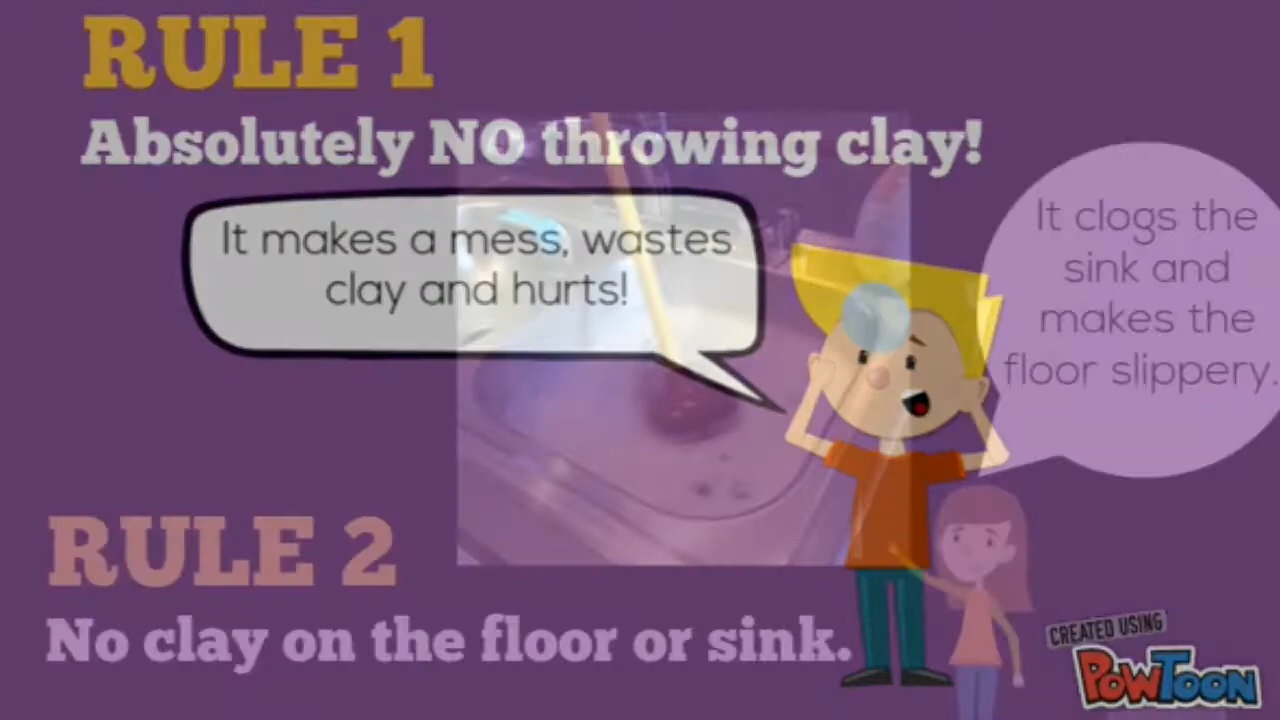 RULE 1
Absolutely NO throwing clay!
It makes a mess, wastes
clay and hurts!
It clogs the
sink and
makes the
floor slippery.
RULE 2
No clay on the floor or sink.
CREATED USING
POWTOON